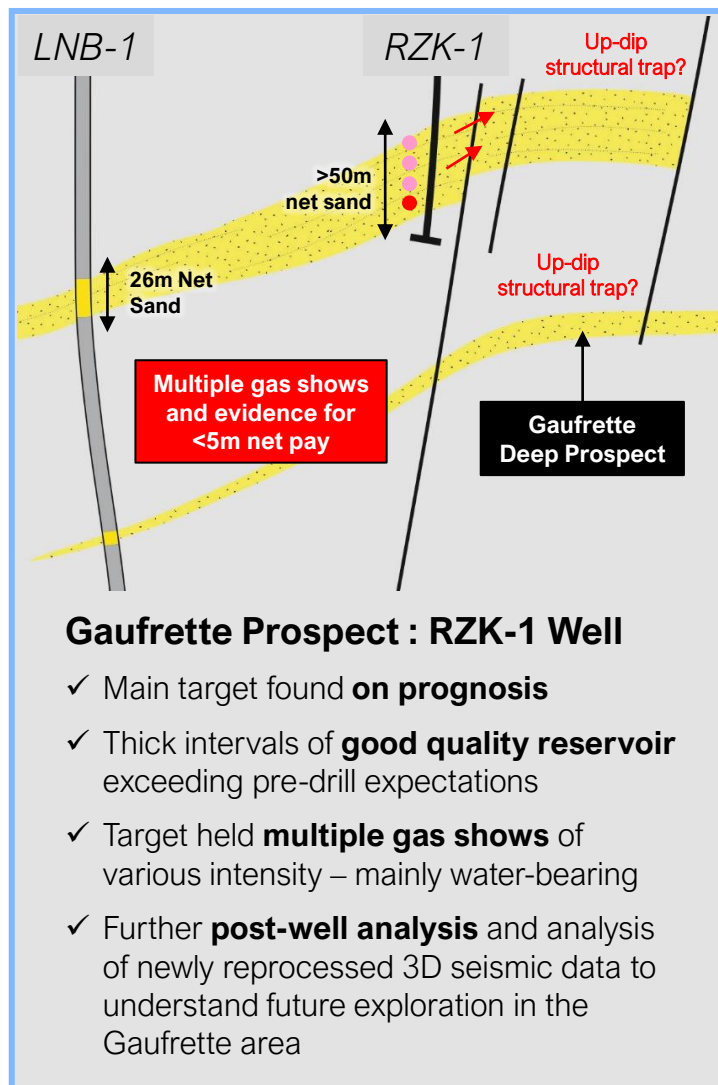 LNB-1
RZK-1
Up-dip
structural trap?
>50m
net sand
26m Net
Sand
Up-dip
structural trap?
Multiple gas shows
and evidence for
<5m net pay
Gaufrette
Deep Prospect
Gaufrette Prospect : RZK-1 Well
✓ Main target found on prognosis
✓ Thick intervals of good quality reservoir
exceeding pre-drill expectations
✓ Target held multiple gas shows of
various intensity – mainly water-bearing
✓ Further post-well analysis and analysis
of newly reprocessed 3D seismic data to
understand future exploration in the
Gaufrette area